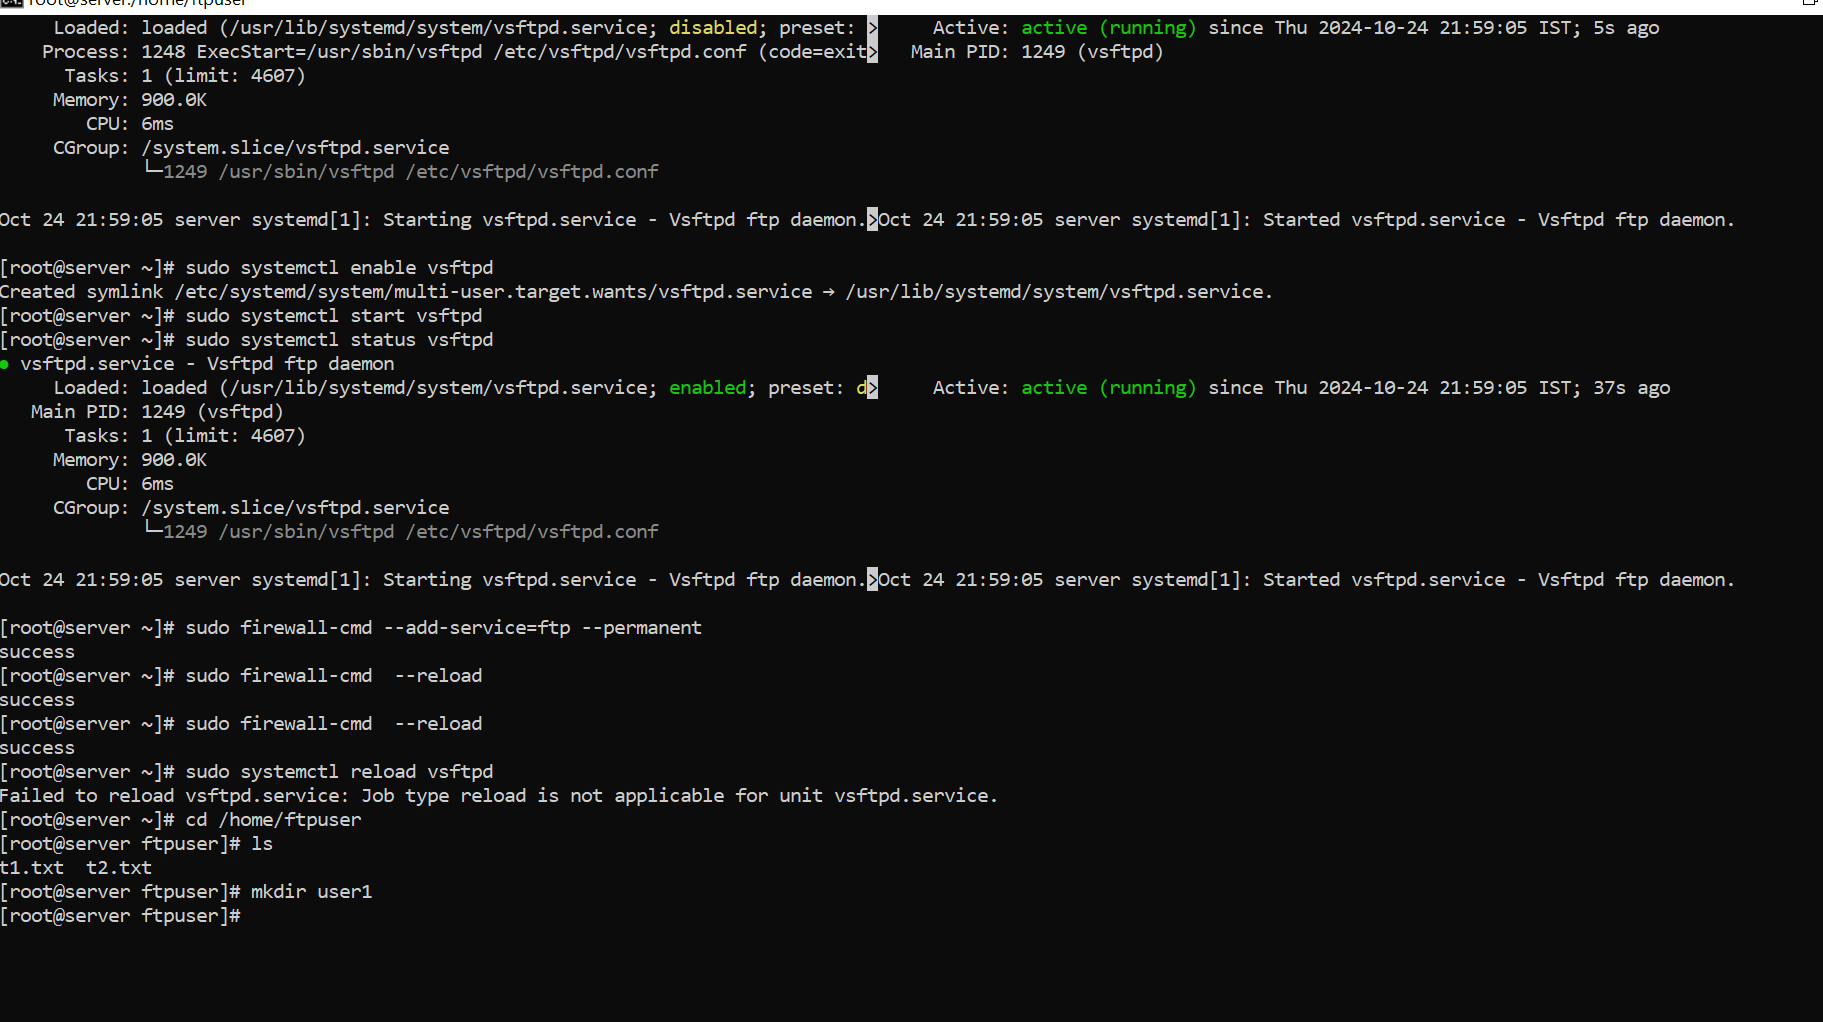 root@server:/home/ftpuser
     Loaded: loaded (/usr/lib/systemd/system/vsftpd.service; disabled; preset: >     Active: active (running) since Thu 2024-10-24 21:59:05 IST; 5s ago
    Process: 1248 ExecStart=/usr/sbin/vsftpd /etc/vsftpd/vsftpd.conf (code=exit>   Main PID: 1249 (vsftpd)
      Tasks: 1 (limit: 4607)
     Memory: 900.0K
        CPU: 6ms
     CGroup: /system.slice/vsftpd.service
             └─1249 /usr/sbin/vsftpd /etc/vsftpd/vsftpd.conf
Oct 24 21:59:05 server systemd[1]: Starting vsftpd.service - Vsftpd ftp daemon.>Oct 24 21:59:05 server systemd[1]: Started vsftpd.service - Vsftpd ftp daemon.
[root@server ~]# sudo systemctl enable vsftpd
Created symlink /etc/systemd/system/multi-user.target.wants/vsftpd.service → /usr/lib/systemd/system/vsftpd.service.
[root@server ~]# sudo systemctl start vsftpd
[root@server ~]# sudo systemctl status vsftpd
● vsftpd.service - Vsftpd ftp daemon
     Loaded: loaded (/usr/lib/systemd/system/vsftpd.service; enabled; preset: d>     Active: active (running) since Thu 2024-10-24 21:59:05 IST; 37s ago
   Main PID: 1249 (vsftpd)
      Tasks: 1 (limit: 4607)
     Memory: 900.0K
        CPU: 6ms
     CGroup: /system.slice/vsftpd.service
             └─1249 /usr/sbin/vsftpd /etc/vsftpd/vsftpd.conf
Oct 24 21:59:05 server systemd[1]: Starting vsftpd.service - Vsftpd ftp daemon.>Oct 24 21:59:05 server systemd[1]: Started vsftpd.service - Vsftpd ftp daemon.
[root@server ~]# sudo firewall-cmd --add-service=ftp --permanent
success
[root@server ~]# sudo firewall-cmd  --reload
success
[root@server ~]# sudo firewall-cmd  --reload
success
[root@server ~]# sudo systemctl reload vsftpd
Failed to reload vsftpd.service: Job type reload is not applicable for unit vsftpd.service.
[root@server ~]# cd /home/ftpuser
[root@server ftpuser]# ls
t1.txt  t2.txt
[root@server ftpuser]# mkdir user1
[root@server ftpuser]#